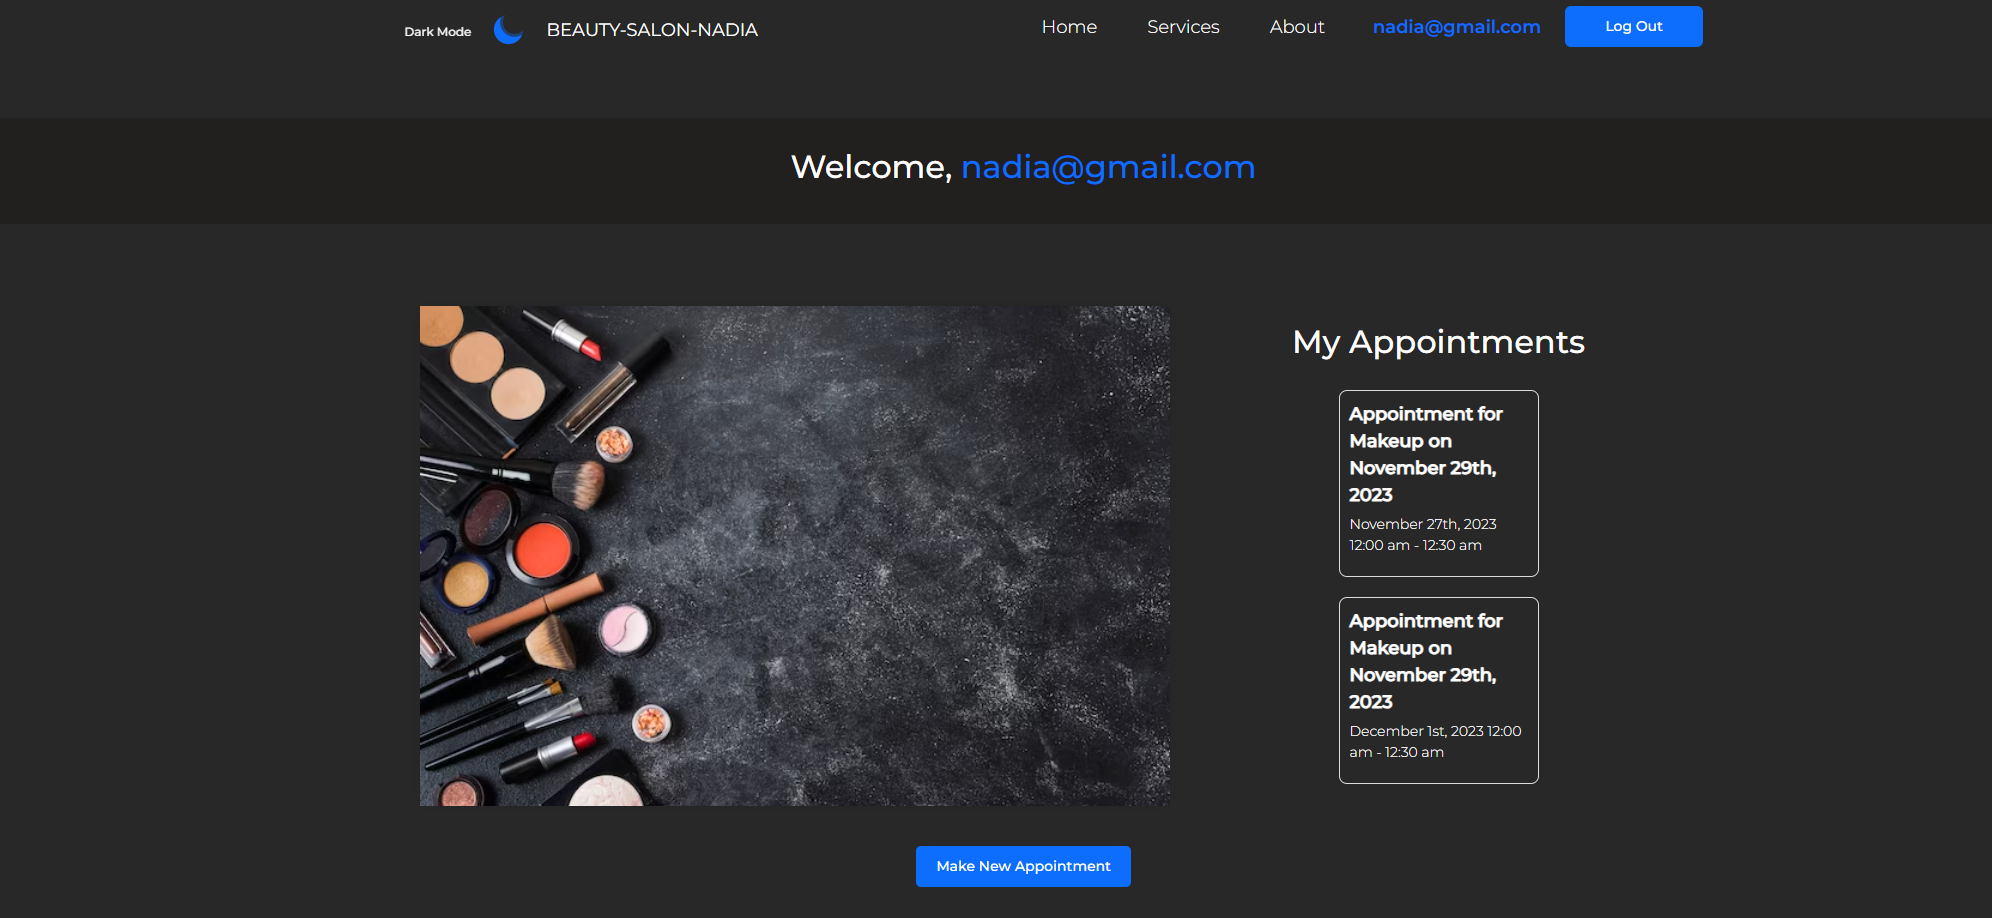 Dark Mode
BEAUTY-SALON-NADIA
Home
Services
About
nadia@gmail.com
Log Out
Welcome, nadia@gmail.com
My Appointments
Appointment for
Makeup on
November 29th,
2023
November 27th, 2023
12:00 am - 12:30 am
Appointment for
Makeup on
November 29th,
2023
December 1st, 2023 12:00
am - 12:30 am
Make New Appointment